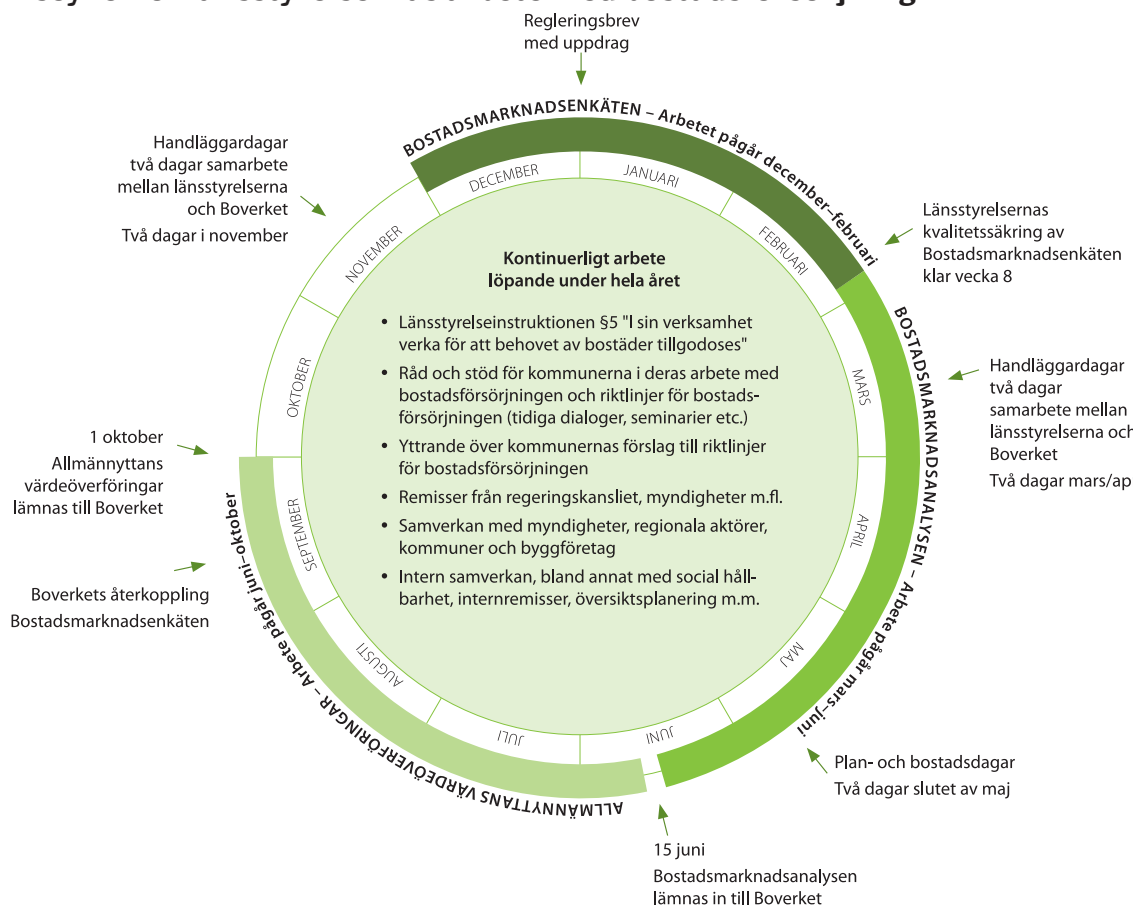 Regleringsbrev
med uppdrag
BOSTADSMARKNADSENKÄTEN – Arbetet pågår december–februari
Handläggardagar
två dagar samarbete
mellan länsstyrelserna
och Boverket
Två dagar i november
DECEMBER
JANUARI
FEBRUARI
MARS
APRIL
MAJ
JUNI
JULI
AUGUSTI
SEPTEMBER
OKTOBER
NOVEMBER
Länsstyrelsernas
kvalitetssäkring av
Bostadsmarknadsenkäten
klar vecka 8
Kontinuerligt arbete
löpande under hela året
• Länsstyrelseinstruktionen §5 "I sin verksamhet
verka för att behovet av bostäder tillgodoses"
• Råd och stöd för kommunerna i deras arbete med
bostadsförsörjningen och riktlinjer för bostads-
försörjningen (tidiga dialoger, seminarier etc.)
• Yttrande över kommunernas förslag till riktlinjer
för bostadsförsörjningen
• Remisser från regeringskansliet, myndigheter m.fl.
• Samverkan med myndigheter, regionala aktörer,
kommuner och byggföretag
• Intern samverkan, bland annat med social håll-
barhet, internremisser, översiktsplanering m.m.
BOSTADSMARKNADSANALYSEN – Arbete pågår mars–juni
Handläggardagar
två dagar
samarbete mellan
länsstyrelserna och
Boverket
Två dagar mars/ap
1 oktober
Allmännyttans
värdeöverföringar
lämnas till Boverket
Boverkets återkoppling
Bostadsmarknadsenkäten
ALLMÄNNYTTANS VÄRDEÖVERFÖRINGAR – Arbete pågår juni–oktober
Plan- och bostadsdagar
Två dagar slutet av maj
15 juni
Bostadsmarknadsanalysen
lämnas in till Boverket